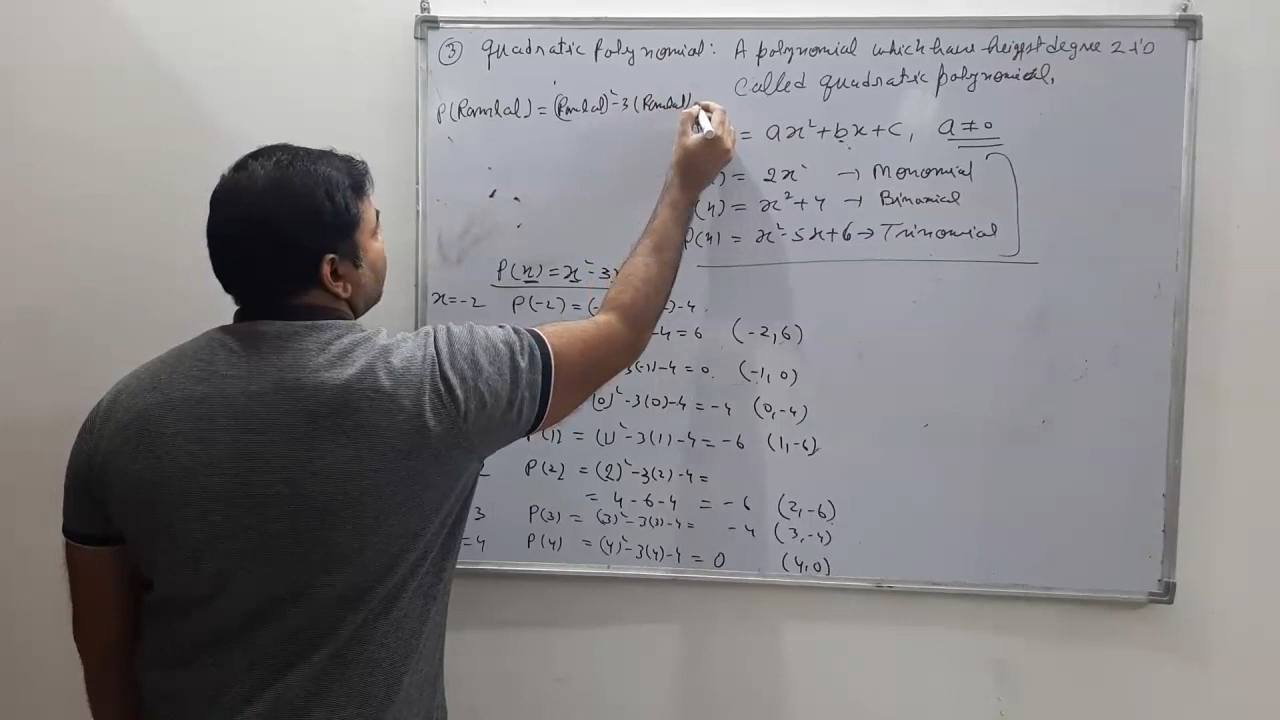 ③ Quadratic Polynomial: A polynomial which have heighst degree 2 is
called quadratic polynomial.
P(Ramlal) = (Ramlal)² - 3(Ramlal)
= ax² + bx + c, a ≠ 0
) = 2x² → Monomial
(x) = x² + 4 → Binomial
P(x) = x² - 5x + 6 → Trinomial
P(x) = x² - 3
x = -2 P(-2) = (- ) - 4
- 4 = 6 (-2, 6)
3(-1) - 4 = 0 (-1, 0)
(0)² - 3(0) - 4 = -4 (0, -4)
P(1) = (1)² - 3(1) - 4 = -6 (1, -6)
2 P(2) = (2)² - 3(2) - 4 =
= 4 - 6 - 4 = -6 (2, -6)
3 P(3) = (3)² - 3(3) - 4 = -4 (3, -4)
=4 P(4) = (4)² - 3(4) - 4 = 0 (4, 0)